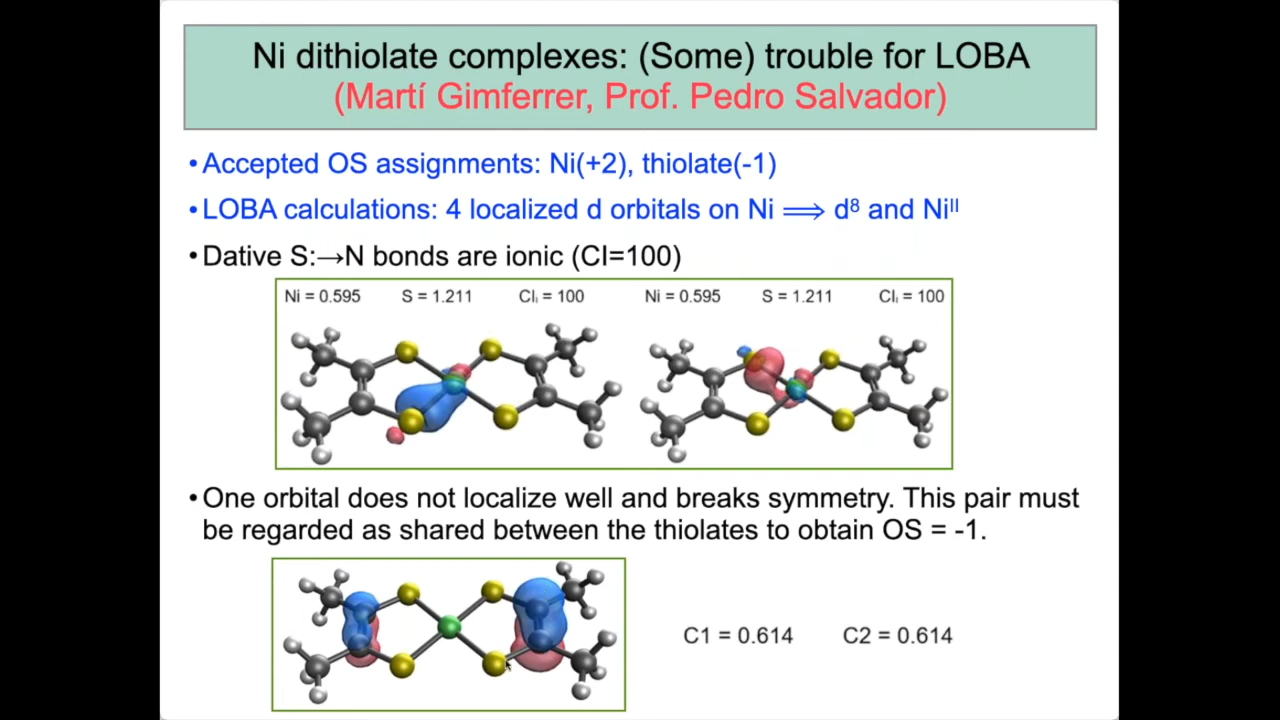 Ni dithiolate complexes: (Some) trouble for LOBA
(Martí Gimferrer, Prof. Pedro Salvador)
•Accepted OS assignments: Ni(+2), thiolate(-1)
•LOBA calculations: 4 localized d orbitals on Ni ⟹ d⁸ and Niᴵᴵ
•Dative S:→N bonds are ionic (CI=100)
Ni = 0.595 S = 1.211 CIᵢ = 100 Ni = 0.595 S = 1.211 CIᵢ = 100
•One orbital does not localize well and breaks symmetry. This pair must
be regarded as shared between the thiolates to obtain OS = -1.
C1 = 0.614 C2 = 0.614